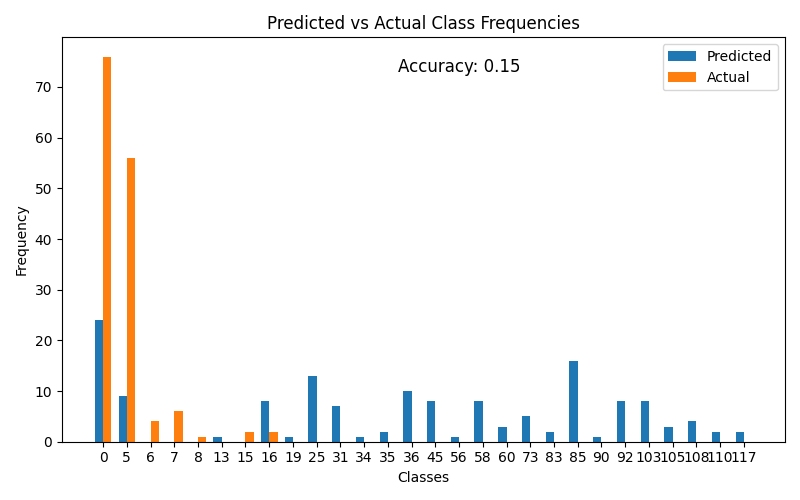 Predicted vs Actual Class Frequencies
Accuracy: 0.15
Predicted
Actual
Frequency
70
60
50
40
30
20
10
0
0 5 6 7 8 13 15 16 19 25 31 34 35 36 45 56 58 60 73 83 85 90 92 103 105 108 110 117
Classes